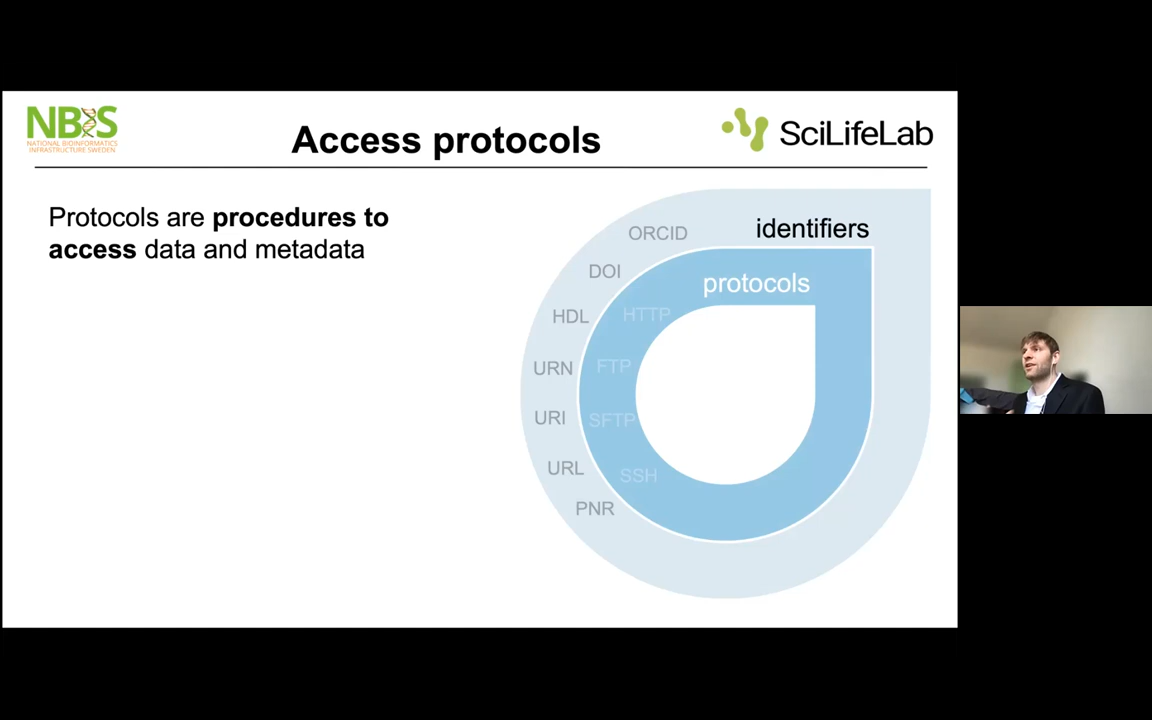 NBIS
NATIONAL BIOINFORMATICS
INFRASTRUCTURE SWEDEN
Access protocols
SciLifeLab
Protocols are procedures to
access data and metadata
identifiers
ORCID
DOI
HDL
URN
URI
URL
PNR
protocols
HTTP
FTP
SFTP
SSH